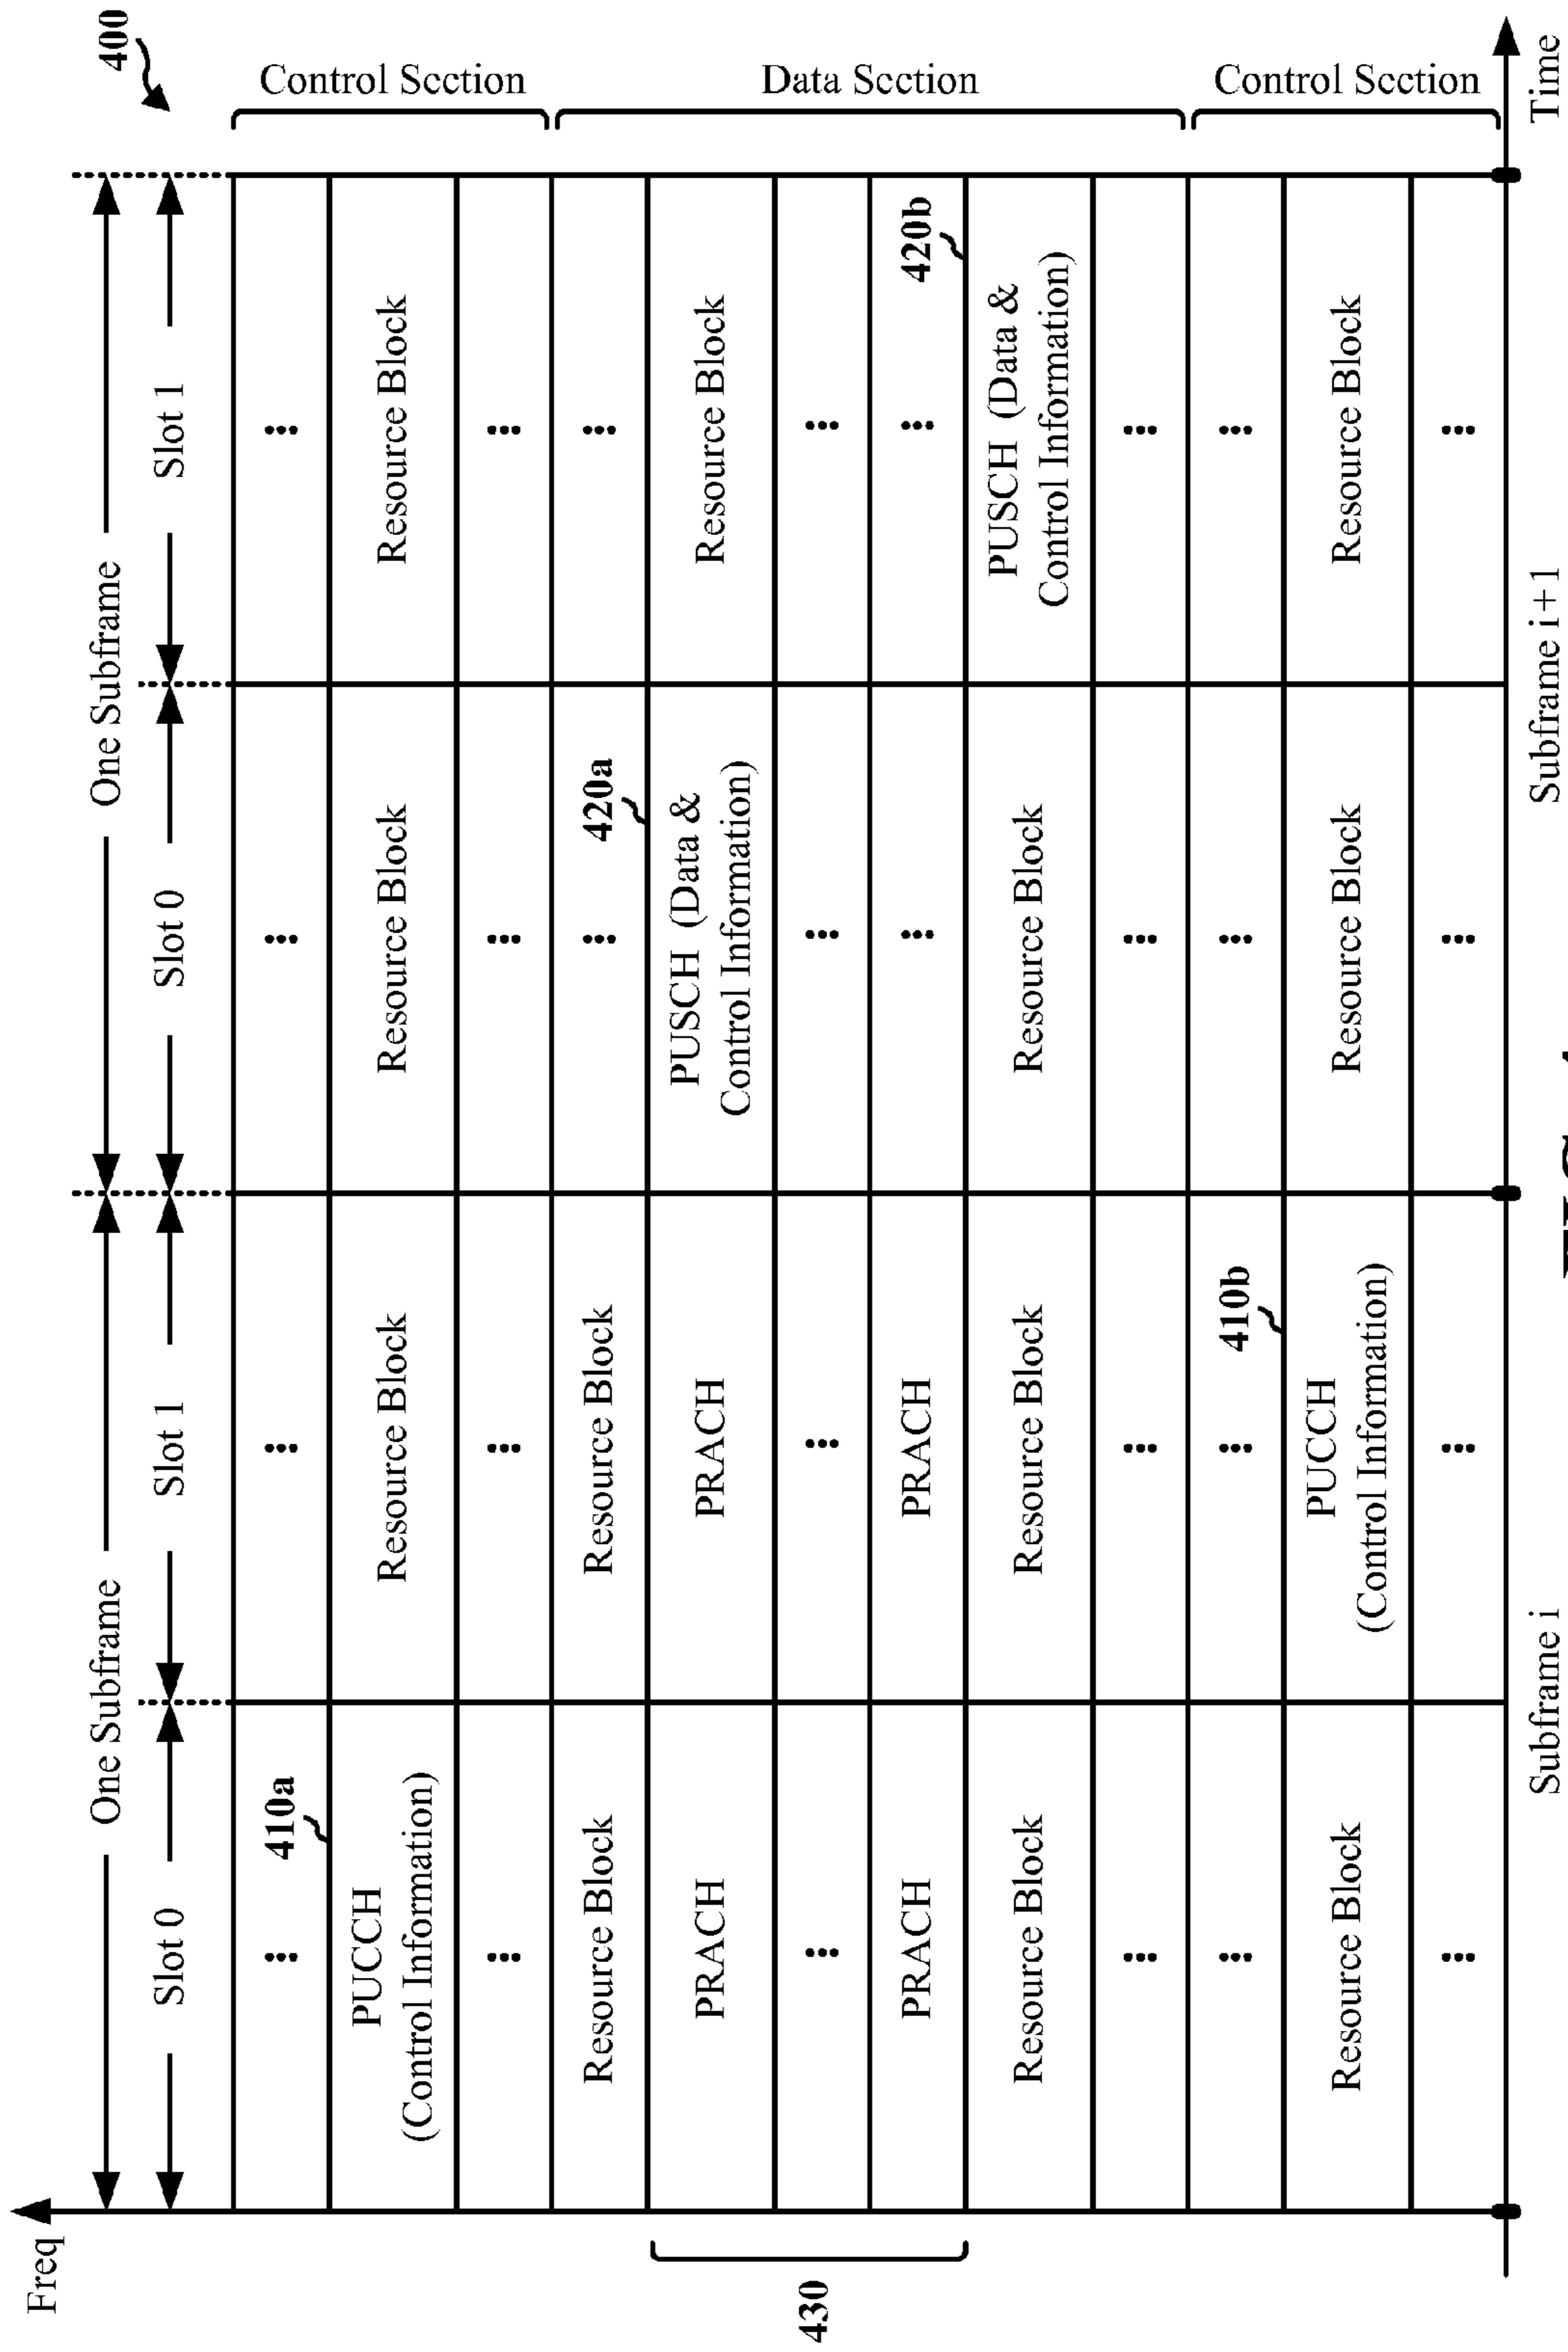 400
Freq
One Subframe
One Subframe
Slot 0
Slot 1
Slot 0
Slot 1
410a
...
...
...
...
PUCCH
(Control Information)
Resource Block
Resource Block
Resource Block
Control Scction
...
...
...
...
Resource Block
Resource Block
...
420a
...
430
PRACH
PRACH
PUSCH (Data &
Control Information)
Resource Block
...
...
...
...
PRACH
PRACH
...
...
420b
Data Scction
Resource Block
Resource Block
Resource Block
PUSCH (Data &
Control Information)
...
...
...
...
...
...
410b
...
...
Resource Block
PUCCH
(Control Information)
Resource Block
Resource Block
Control Scction
...
...
...
...
Subframe i
Subframe i + 1
Time